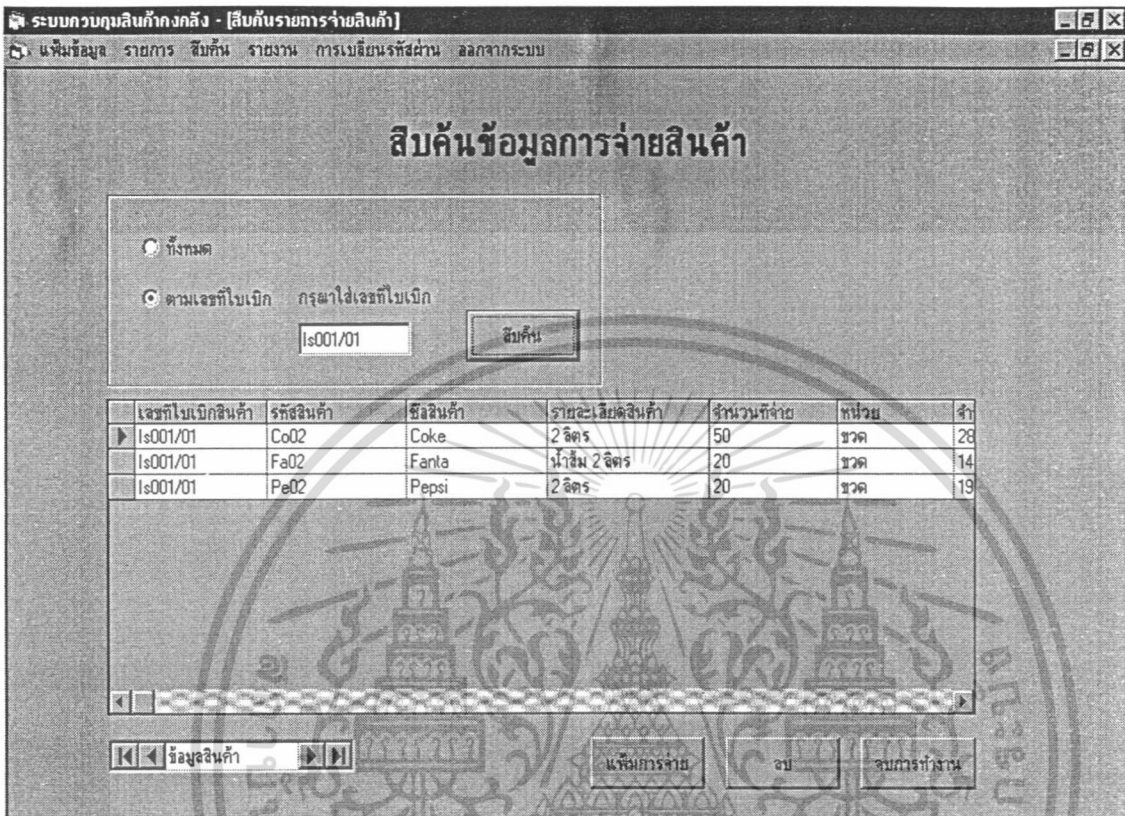 ระบบควบคุมสินค้าคงคลัง - [สืบค้นรายการจ่ายสินค้า]
แฟ้มข้อมูล รายการ สืบค้น รายงาน การเปลี่ยนรหัสผ่าน ออกจากระบบ
สืบค้นข้อมูลการจ่ายสินค้า
ทั้งหมด
ตามเลขที่ใบเบิก กรุณาใส่เลขที่ใบเบิก
Is001/01 สืบค้น
เลขที่ใบเบิกสินค้า รหัสสินค้า ชื่อสินค้า รายละเอียดสินค้า จำนวนที่จ่าย หน่วย จำ
Is001/01 Co02 Coke 2 ลิตร 50 ขวด 28
Is001/01 Fa02 Fanta น้ำส้ม 2 ลิตร 20 ขวด 14
Is001/01 Pe02 Pepsi 2 ลิตร 20 ขวด 19
ข้อมูลสินค้า แฟ้มการจ่าย ลบ จบการทำงาน